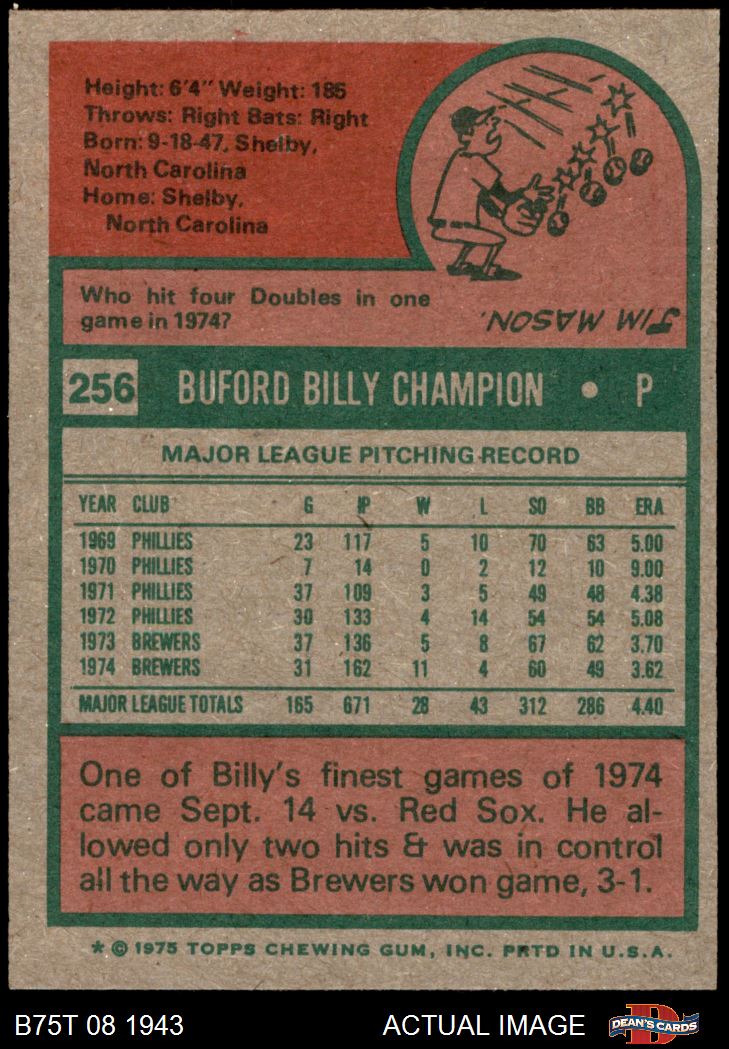 Height: 6'4" Weight: 185
Throws: Right Bats: Right
Born: 9-18-47, Shelby,
North Carolina
Home: Shelby,
North Carolina
Who hit four Doubles in one
game in 1974?
JIM MASON.
256 BUFORD BILLY CHAMPION • P
MAJOR LEAGUE PITCHING RECORD
YEAR CLUB G IP W L SO BB ERA
1969 PHILLIES 23 117 5 10 70 63 5.00
1970 PHILLIES 7 14 0 2 12 10 9.00
1971 PHILLIES 37 109 3 5 49 48 4.38
1972 PHILLIES 30 133 4 14 54 54 5.08
1973 BREWERS 37 136 5 8 67 62 3.70
1974 BREWERS 31 162 11 4 60 49 3.62
MAJOR LEAGUE TOTALS 165 671 28 43 312 286 4.40
One of Billy's finest games of 1974
came Sept. 14 vs. Red Sox. He al-
lowed only two hits & was in control
all the way as Brewers won game, 3-1.
* © 1975 TOPPS CHEWING GUM, INC. PRTD IN U.S.A.
B75T 08 1943 ACTUAL IMAGE DEAN'S CARDS